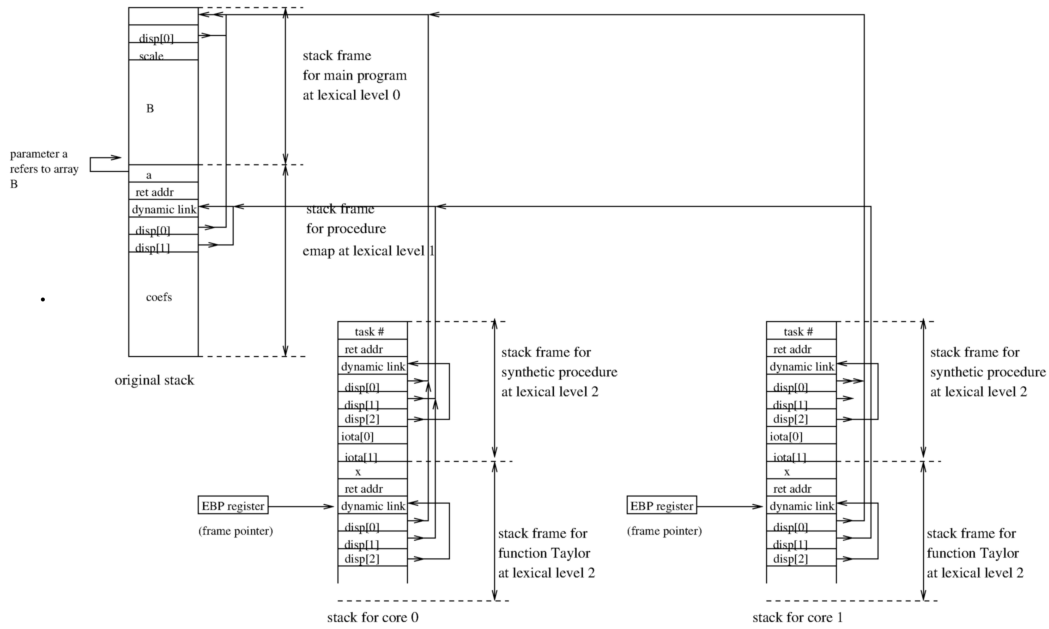 disp[0]
scale
B
stack frame
for main program
at lexical level 0
parameter a
refers to array
B
a
ret addr
dynamic link
disp[0]
disp[1]
coefs
stack frame
for procedure
emap at lexical level 1
original stack
task #
ret addr
dynamic link
disp[0]
disp[1]
disp[2]
iota[0]
iota[1]
x
ret addr
dynamic link
disp[0]
disp[1]
disp[2]
EBP register
(frame pointer)
stack frame for
synthetic procedure
at lexical level 2
stack frame for
function Taylor
at lexical level 2
stack for core 0
task #
ret addr
dynamic link
disp[0]
disp[1]
disp[2]
iota[0]
iota[1]
x
ret addr
dynamic link
disp[0]
disp[1]
disp[2]
EBP register
(frame pointer)
stack frame for
synthetic procedure
at lexical level 2
stack frame for
function Taylor
at lexical level 2
stack for core 1